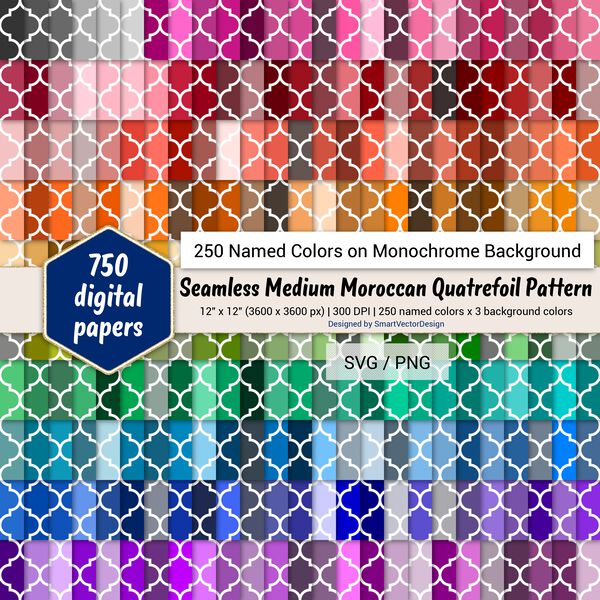 750
digital
papers
250 Named Colors on Monochrome Background
Seamless Medium Moroccan Quatrefoil Pattern
12" x 12" (3600 x 3600 px) | 300 DPI | 250 named colors x 3 background colors
Designed by SmartVectorDesign
SVG / PNG